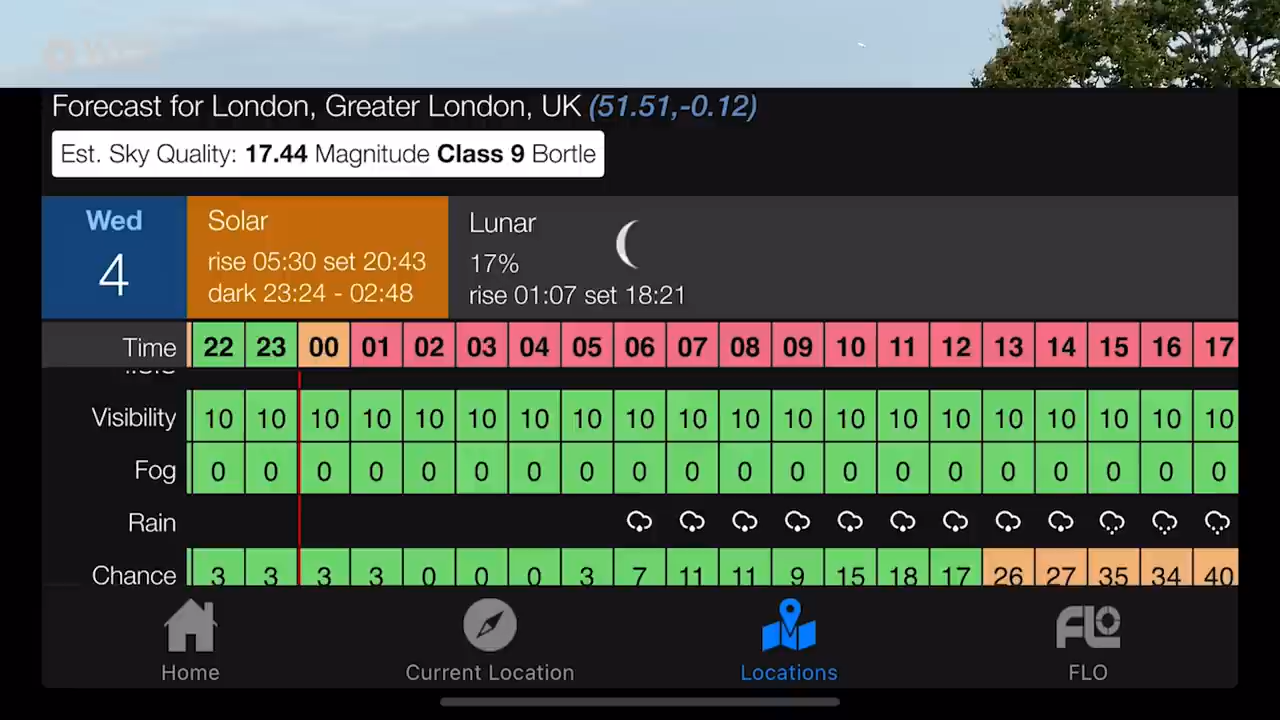 Forecast for London, Greater London, UK (51.51,-0.12)
Est. Sky Quality: 17.44 Magnitude Class 9 Bortle
Wed
4
Solar
rise 05:30 set 20:43
dark 23:24 - 02:48
Lunar
17%
rise 01:07 set 18:21
Time 22 23 00 01 02 03 04 05 06 07 08 09 10 11 12 13 14 15 16 17
Visibility 10 10 10 10 10 10 10 10 10 10 10 10 10 10 10 10 10 10 10 10
Fog 0 0 0 0 0 0 0 0 0 0 0 0 0 0 0 0 0 0 0 0
Rain
Chance 3 3 3 3 0 0 0 3 7 11 11 9 15 18 17 26 27 35 34 40
Home
Current Location
Locations
FLO
FLO